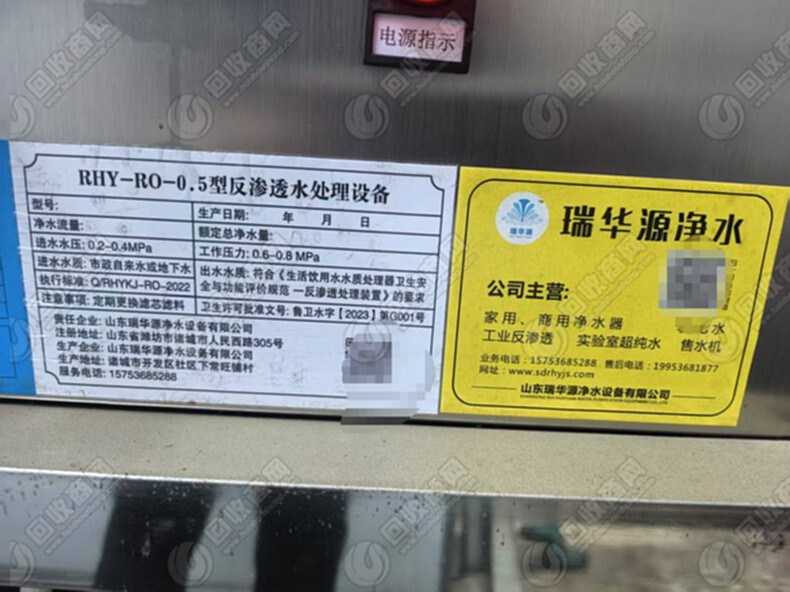 电源指示
RHY-RO-0.5型反渗透水处理设备
型号:
生产日期: 年 月 日
净水流量:
额定总净水量:
进水水压: 0.2-0.4MPa
工作压力: 0.6-0.8 MPa
进水水质: 市政自来水或地下水
出水水质: 符合《生活饮用水水质处理器卫生安
全与功能评价规范 —反渗透处理装置》的要求
执行标准: Q/RHYKJ-RO-2022
注意事项: 定期更换滤芯滤料
卫生许可批准文号: 鲁卫水字【2023】第G001号
责任企业: 山东瑞华源净水设备有限公司
注册地址: 山东省潍坊市诸城市人民西路305号
生产企业: 山东瑞华源净水设备有限公司
生产地址: 诸城市开发区社区下常旺铺村
服务电话: 15753685288
瑞华源
瑞华源净水
公司主营:
家用、商用净水器
水
工业反渗透 实验室超纯水 售水机
业务电话: 15753685288 售后电话: 19953681877
网址: www.sdrhyjs.com
山东瑞华源净水设备有限公司
回收商网